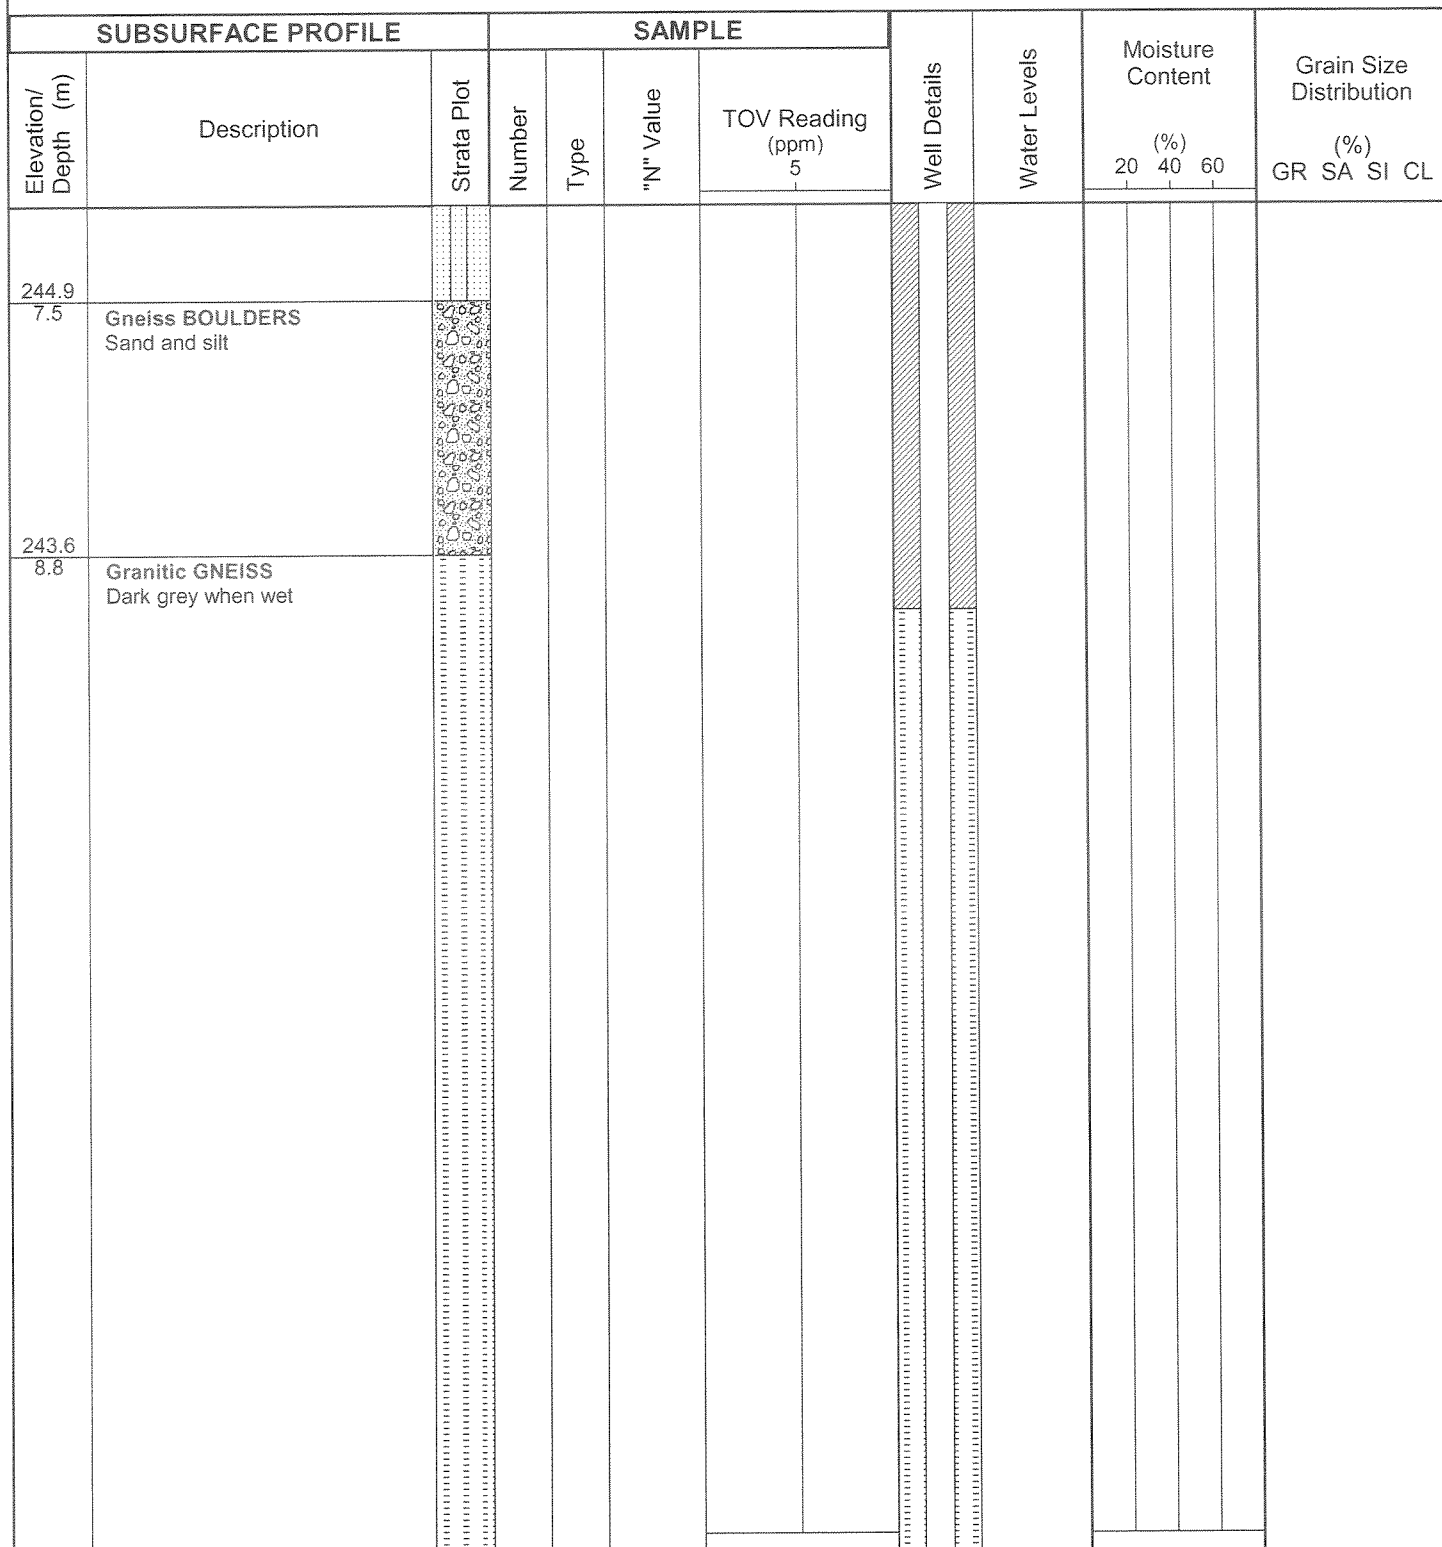 SUBSURFACE PROFILE
SAMPLE
Elevation/
Depth (m)
Description
Strata Plot
Number
Type
"N" Value
TOV Reading
(ppm)
5
Well Details
Water Levels
Moisture
Content
(%)
20 40 60
Grain Size
Distribution
(%)
GR SA SI CL
244.9
7.5
Gneiss BOULDERS
Sand and silt
243.6
8.8
Granitic GNEISS
Dark grey when wet